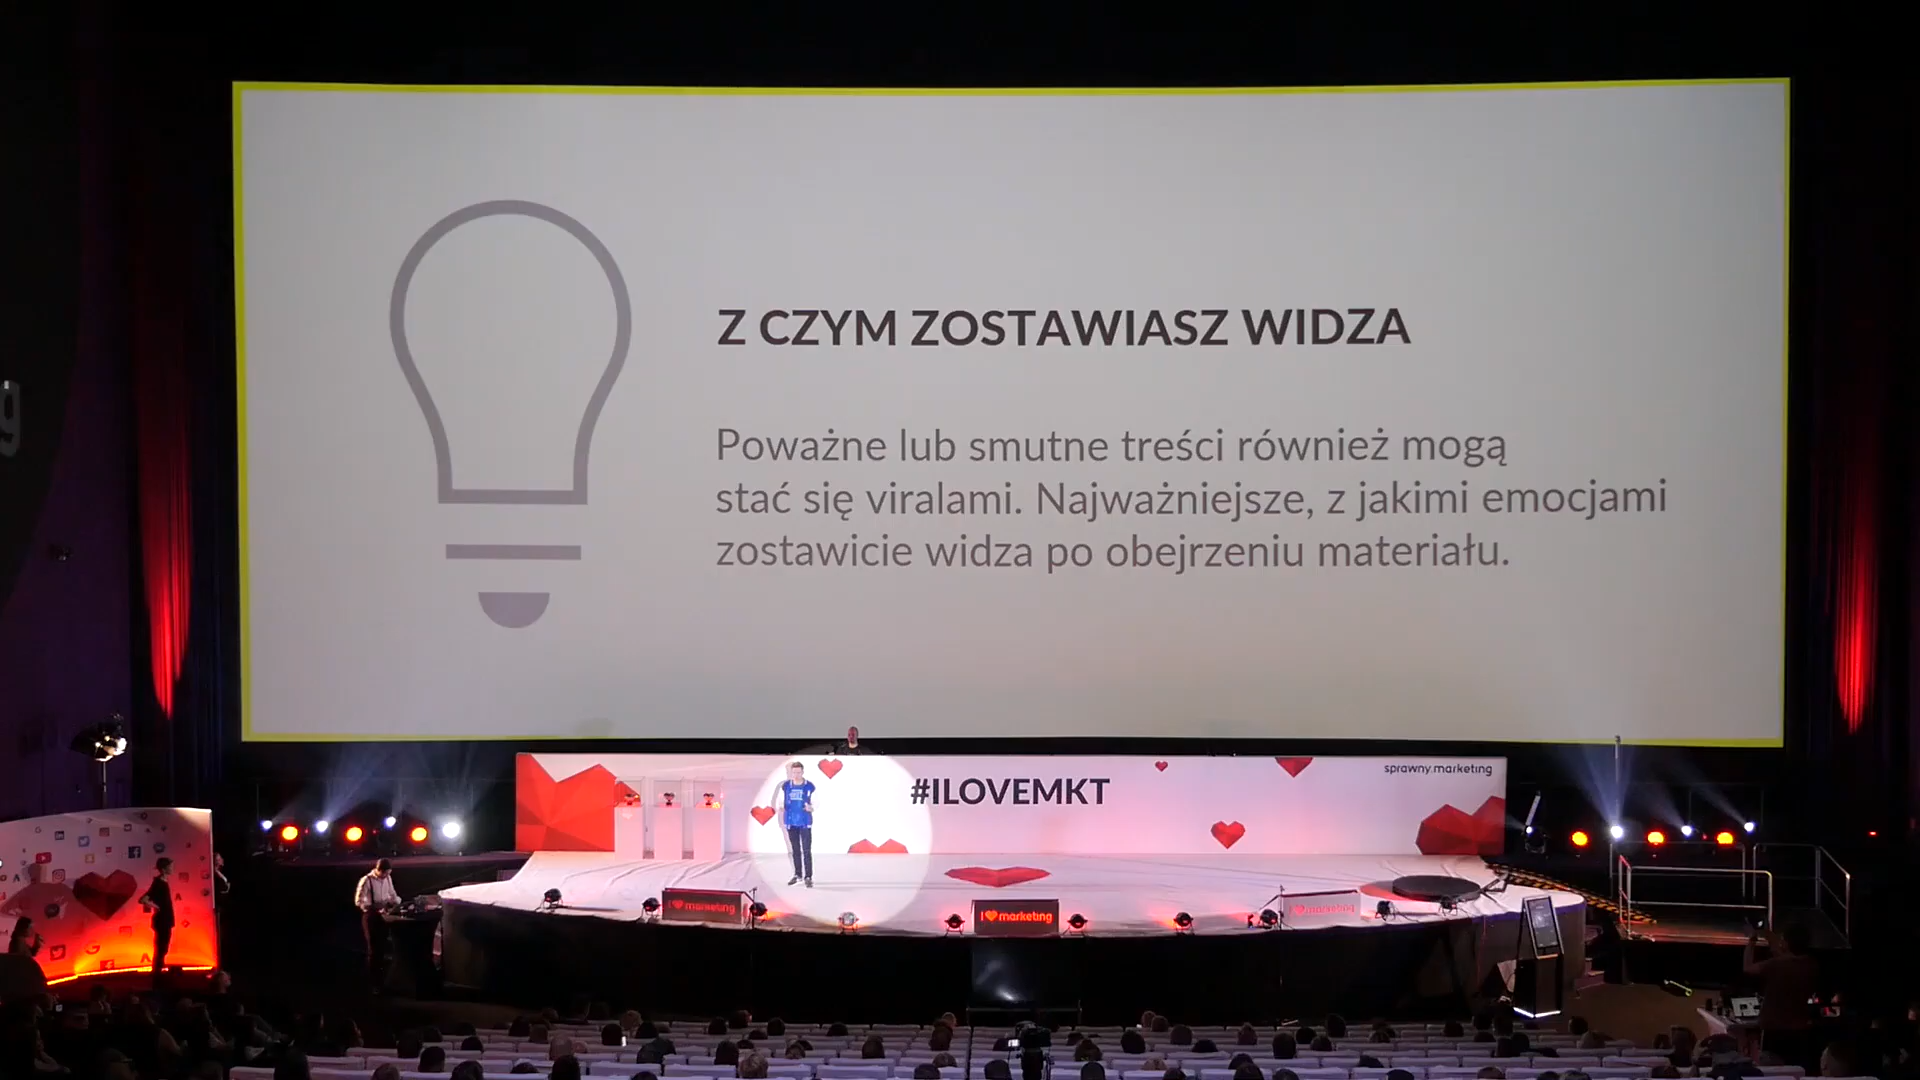 Z CZYM ZOSTAWIASZ WIDZA
Poważne lub smutne treści również mogą
stać się viralami. Najważniejsze, z jakimi emocjami
zostawicie widza po obejrzeniu materiału.
#ILOVEMKT
sprawny.marketing
I marketing
I marketing
I marketing
g